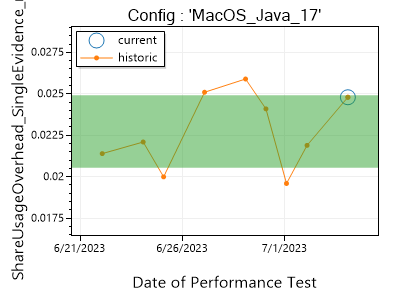 Config : 'MacOS_Java_17'
ShareUsageOverhead_SingleEvidence_
current
historic
0.0275
0.025
0.0225
0.02
0.0175
6/21/2023
6/26/2023
7/1/2023
Date of Performance Test